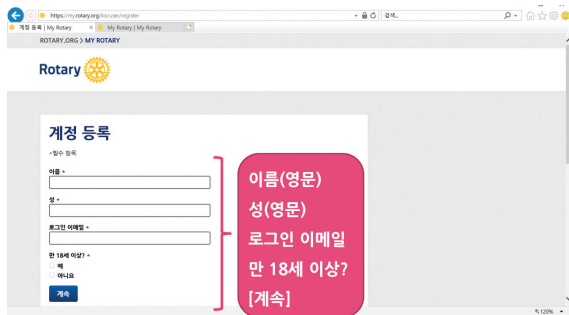 https://my.rotary.org/ko/user/register
검색...
계정 등록 | My Rotary
My Rotary | My Rotary
ROTARY.ORG > MY ROTARY
Rotary
계정 등록
*필수 항목
이름 *
성 *
로그인 이메일 *
만 18세 이상? *
예
아니요
계속
이름(영문)
성(영문)
로그인 이메일
만 18세 이상?
[계속]
120%